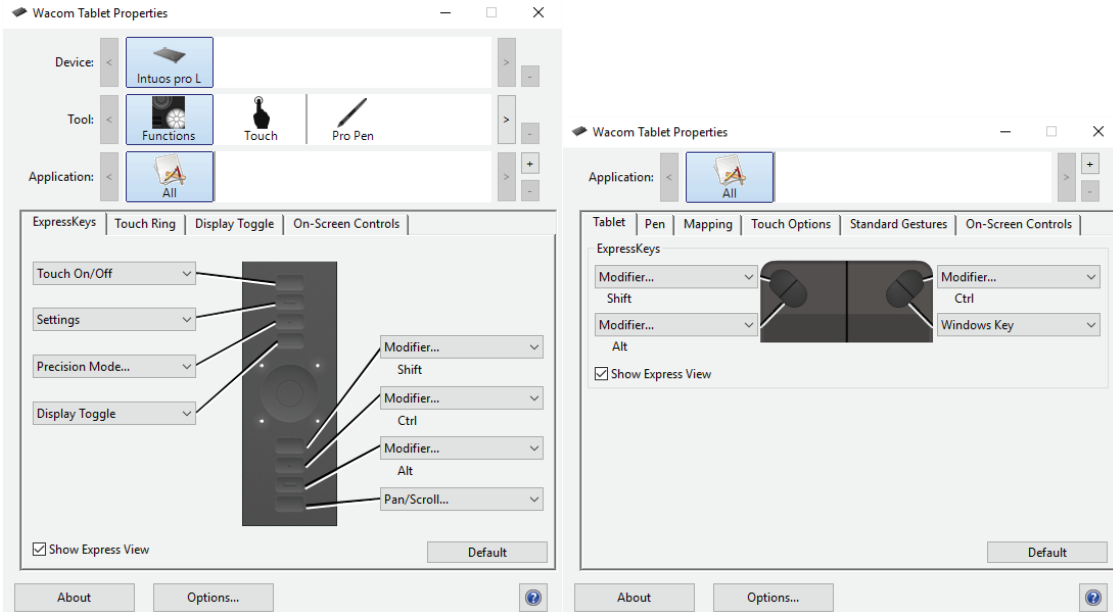 Wacom Tablet Properties
Device:
Intuos pro L
Tool:
Functions Touch Pro Pen
Application:
All
ExpressKeys Touch Ring Display Toggle On-Screen Controls
Touch On/Off
Settings
Precision Mode...
Display Toggle
Modifier...
Shift
Modifier...
Ctrl
Modifier...
Alt
Pan/Scroll...
Show Express View
Default
About Options...
Wacom Tablet Properties
Application:
All
Tablet Pen Mapping Touch Options Standard Gestures On-Screen Controls
ExpressKeys
Modifier... Modifier...
Shift Ctrl
Modifier... Windows Key
Alt
Show Express View
Default
About Options...